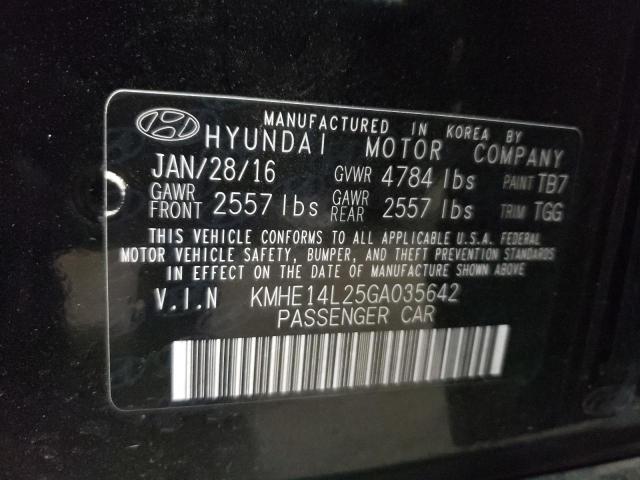 MANUFACTURED IN KOREA BY
HYUNDAI MOTOR COMPANY
JAN/28/16 GVWR 4784 lbs PAINT TB7
GAWR FRONT 2557 lbs GAWR REAR 2557 lbs TRIM TGG
THIS VEHICLE CONFORMS TO ALL APPLICABLE U.S.A. FEDERAL
MOTOR VEHICLE SAFETY, BUMPER, AND THEFT PREVENTION STANDARDS
IN EFFECT ON THE DATE OF MANUFACTURE SHOWN ABOVE
V.I.N KMHE14L25GA035642
PASSENGER CAR